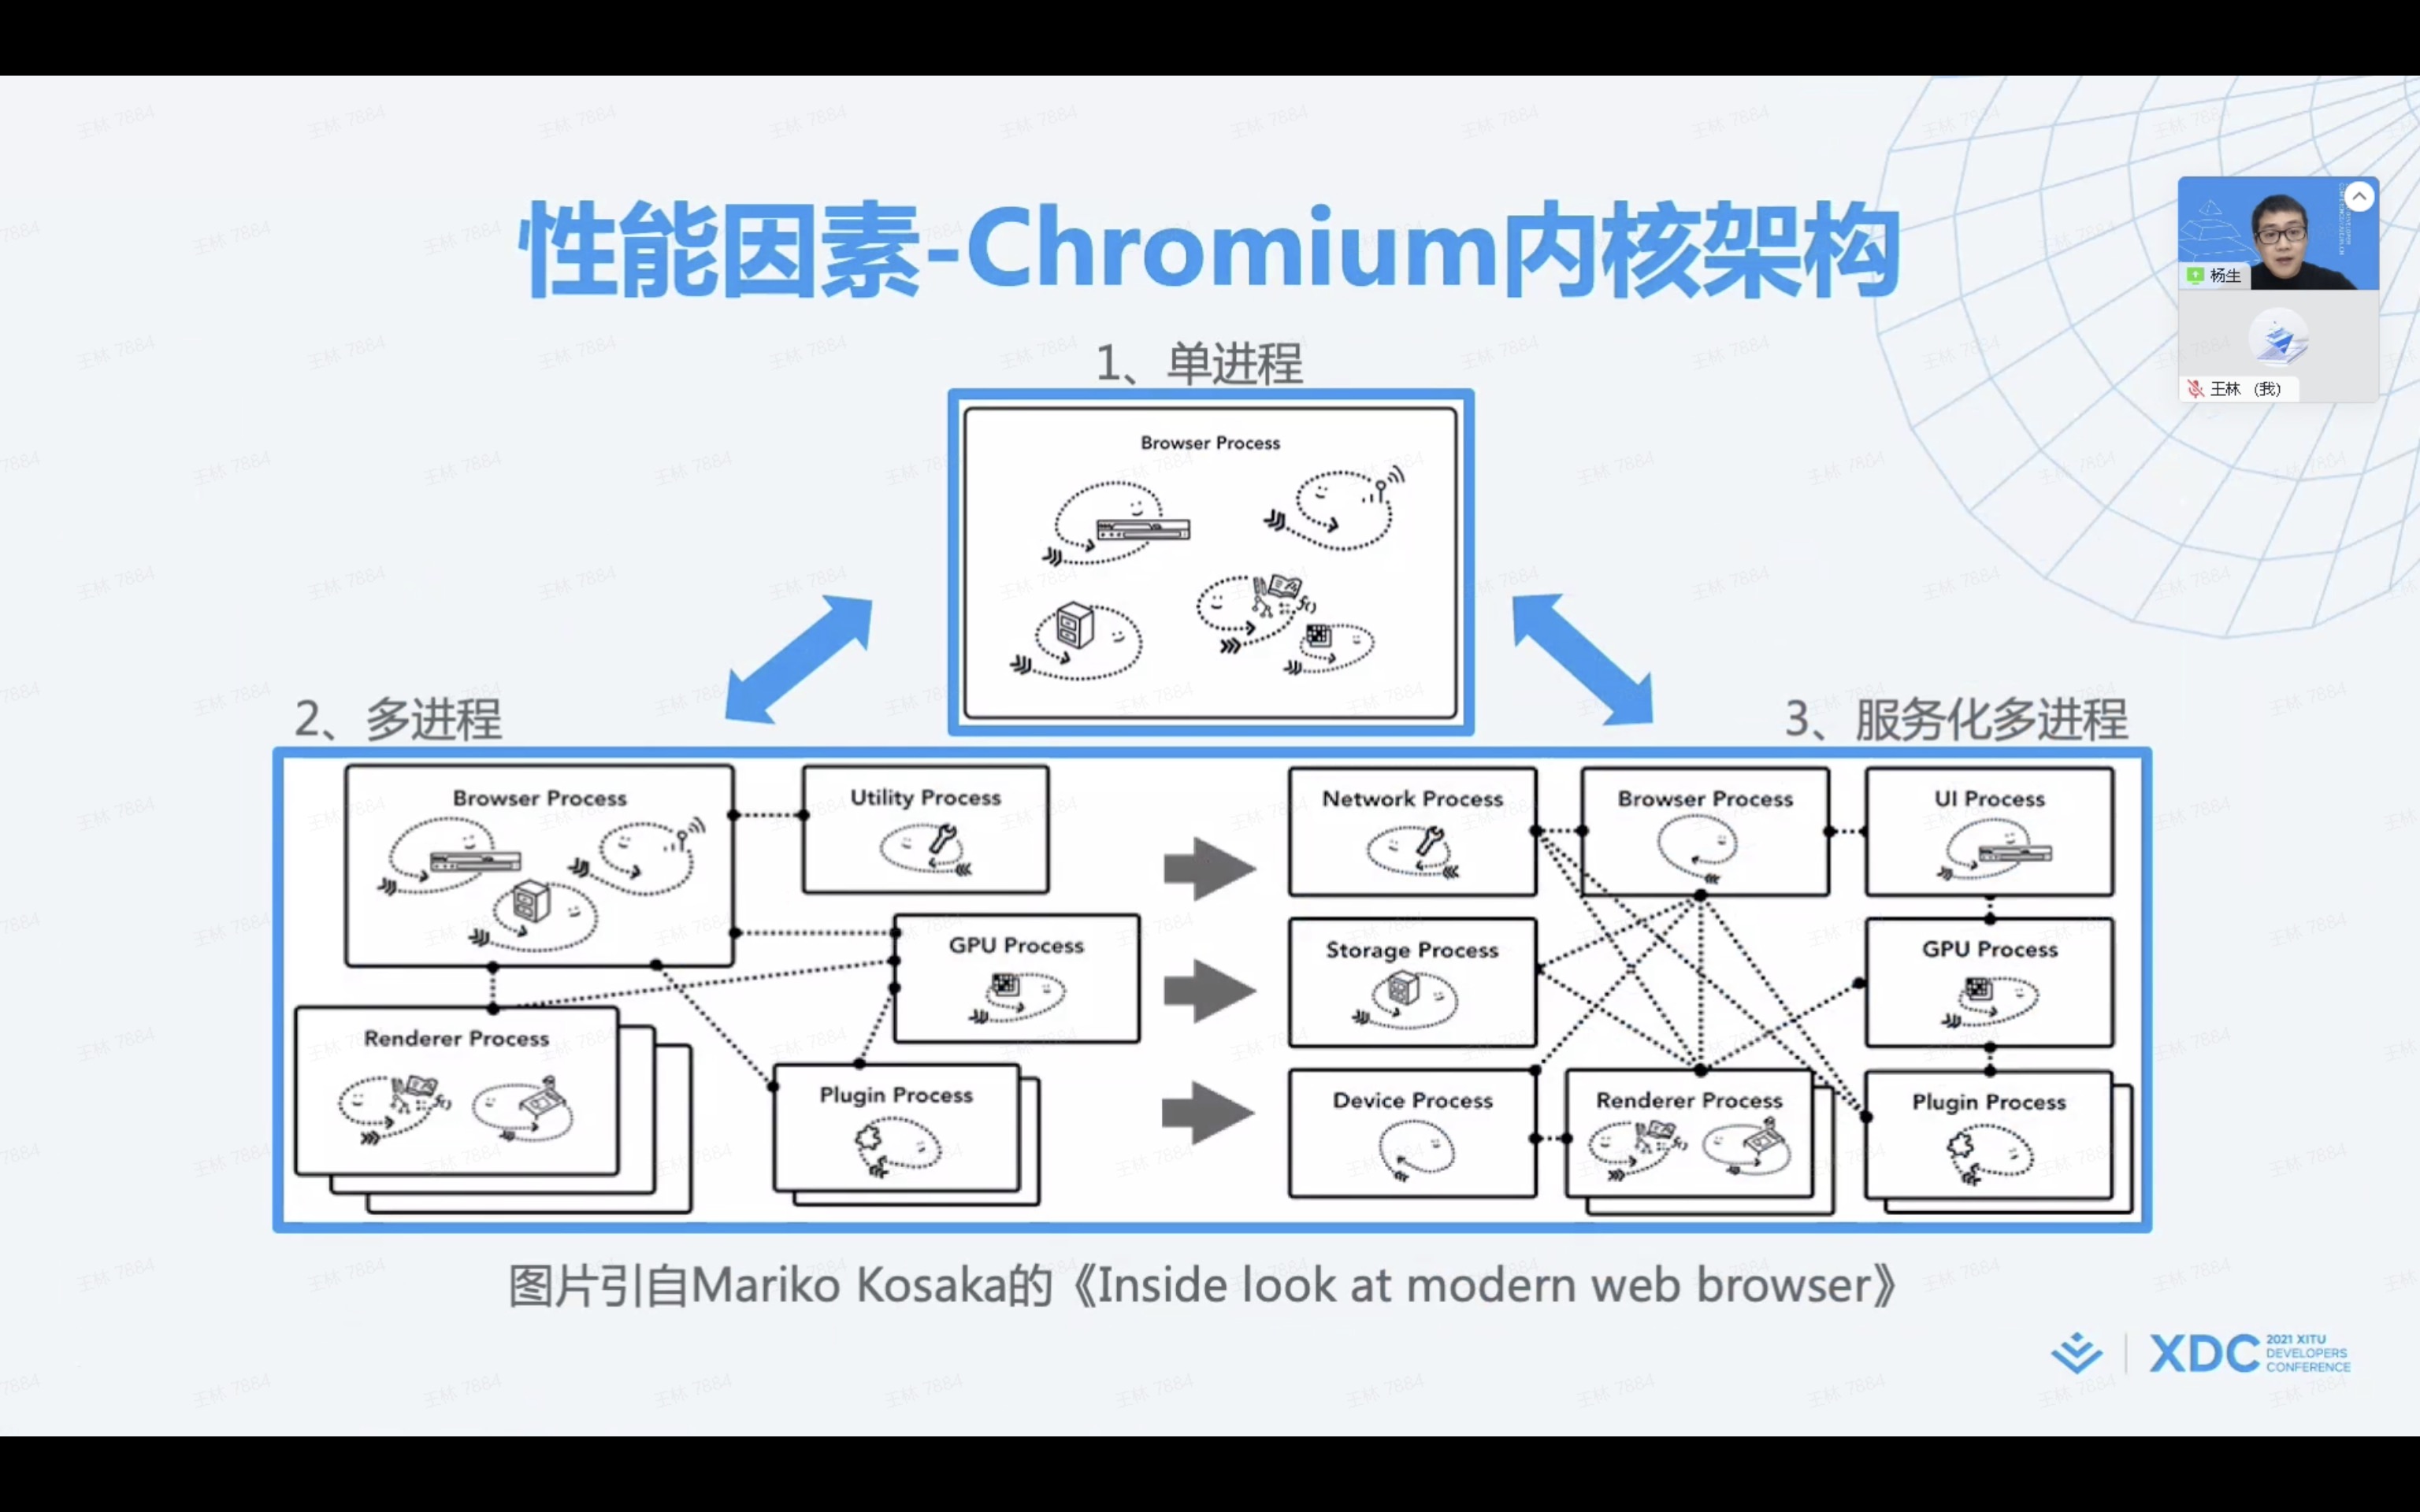 性能因素-Chromium内核架构
杨生
王林 (我)
1、单进程
Browser Process
2、多进程
3、服务化多进程
Browser Process
Utility Process
GPU Process
Renderer Process
Plugin Process
Network Process
Browser Process
UI Process
Storage Process
GPU Process
Device Process
Renderer Process
Plugin Process
图片引自Mariko Kosaka的《Inside look at modern web browser》
XDC
2021 XITU
DEVELOPERS
CONFERENCE
王林 7884